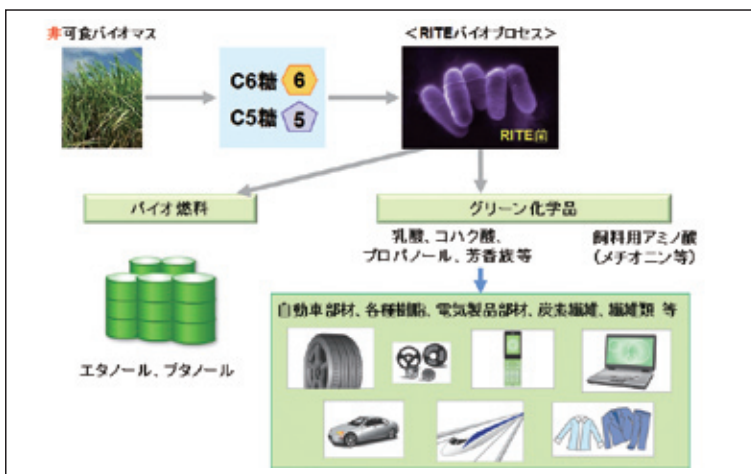 非可食バイオマス
<RITEバイオプロセス>
C6糖 6
C5糖 5
RITE菌
バイオ燃料
グリーン化学品
乳酸、コハク酸、
プロパノール、芳香族等
飼料用アミノ酸
(メチオニン等)
エタノール、ブタノール
自動車部材、各種樹脂、電気製品部材、炭素繊維、繊維類 等